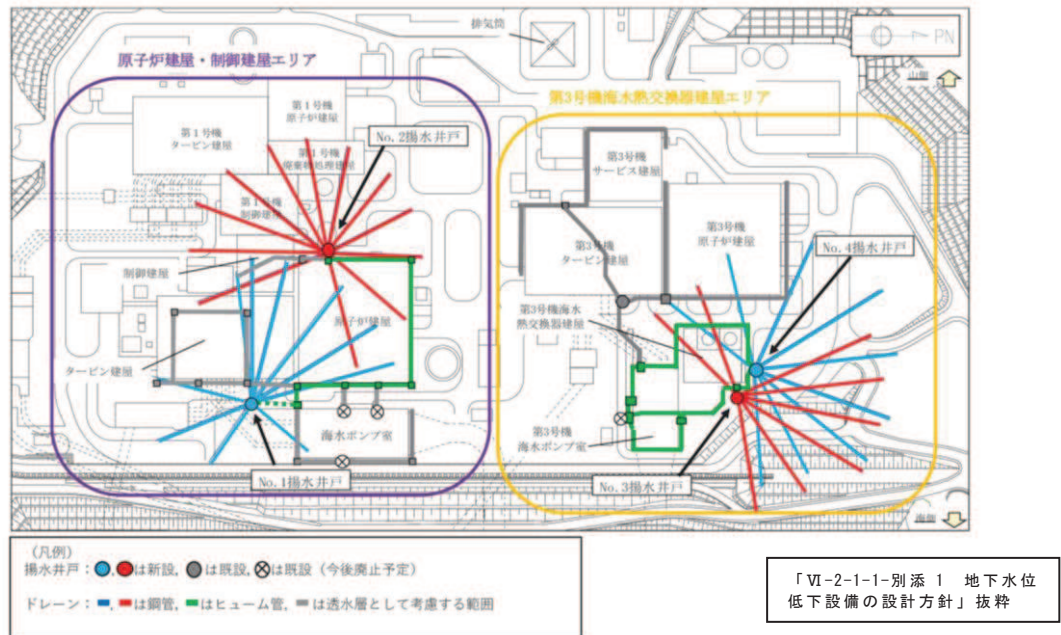 排気筒
PN
山側
原子炉建屋・制御建屋エリア
第3号機海水熱交換器建屋エリア
第1号機
原子炉建屋
第1号機
タービン建屋
No.2揚水井戸
第1号機
廃棄物処理建屋
第1号機
制御建屋
第3号機
サービス建屋
第3号機
原子炉建屋
第3号機
タービン建屋
No.4揚水井戸
制御建屋
原子炉建屋
第3号機海水
熱交換器建屋
タービン建屋
海水ポンプ室
第3号機
海水ポンプ室
No.1揚水井戸
No.3揚水井戸
海側
(凡例)
揚水井戸:●,●は新設,●は既設,⊗は既設(今後廃止予定)
ドレーン:■,■は鋼管,■はヒューム管,■は透水層として考慮する範囲
「Ⅵ-2-1-1-別添 1 地下水位
低下設備の設計方針」抜粋